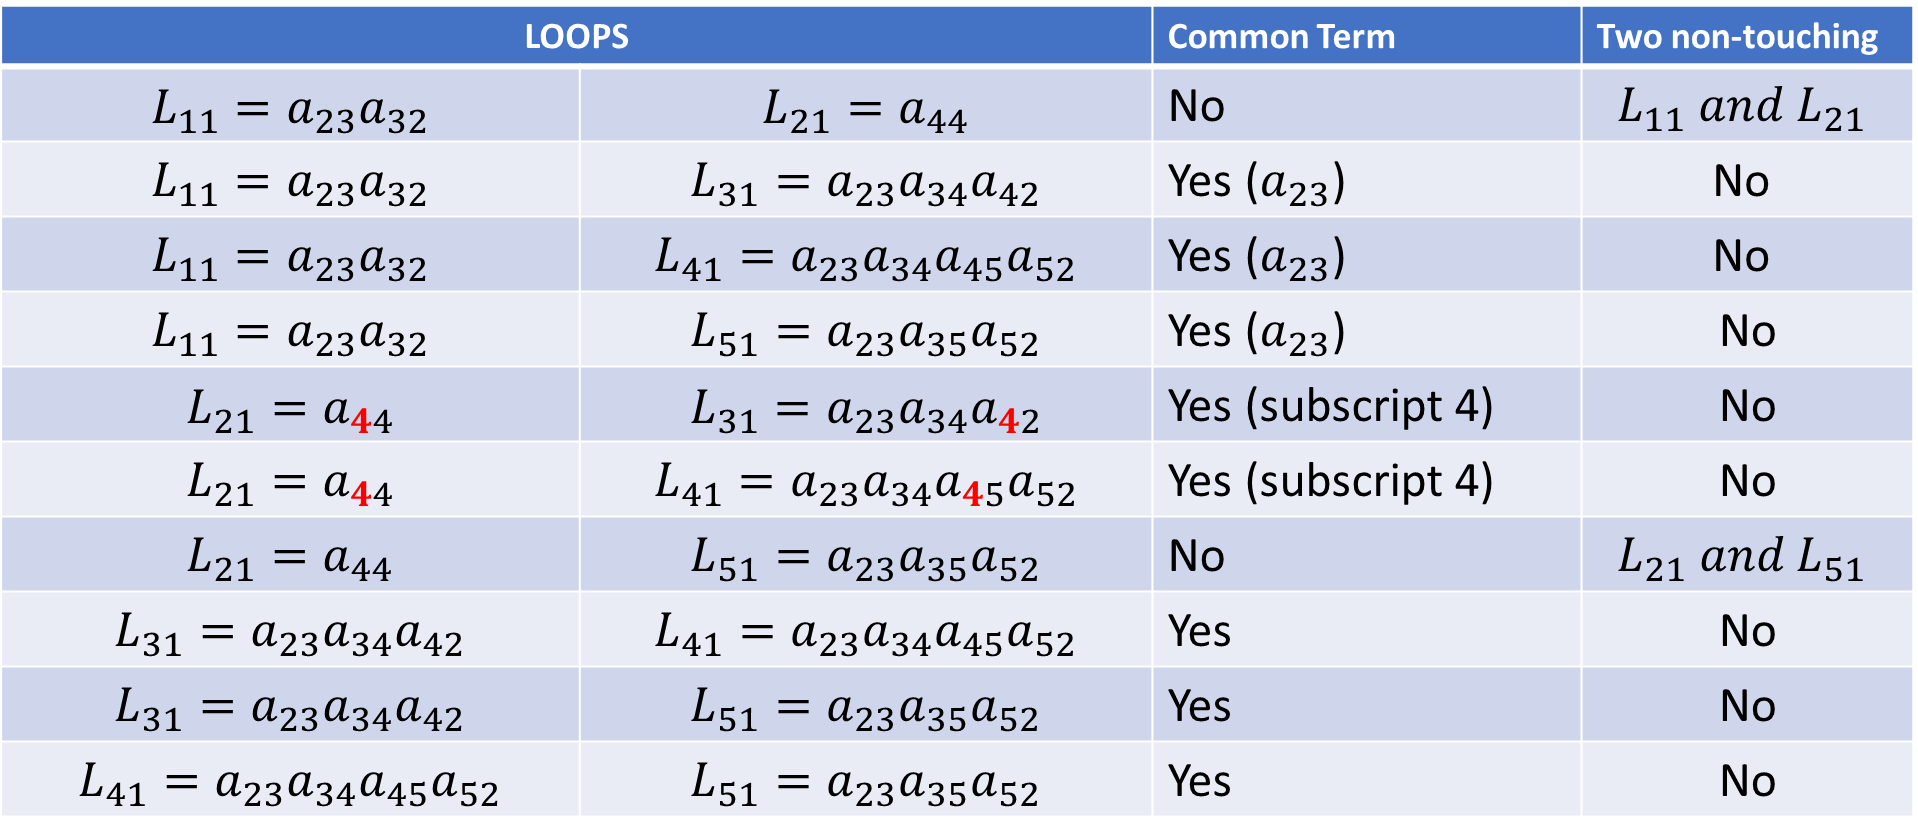 LOOPS Common Term Two non-touching
L₁₁ = a₂₃a₃₂ L₂₁ = a₄₄ No L₁₁ and L₂₁
L₁₁ = a₂₃a₃₂ L₃₁ = a₂₃a₃₄a₄₂ Yes (a₂₃) No
L₁₁ = a₂₃a₃₂ L₄₁ = a₂₃a₃₄a₄₅a₅₂ Yes (a₂₃) No
L₁₁ = a₂₃a₃₂ L₅₁ = a₂₃a₃₅a₅₂ Yes (a₂₃) No
L₂₁ = a₄₄ L₃₁ = a₂₃a₃₄a₄₂ Yes (subscript 4) No
L₂₁ = a₄₄ L₄₁ = a₂₃a₃₄a₄₅a₅₂ Yes (subscript 4) No
L₂₁ = a₄₄ L₅₁ = a₂₃a₃₅a₅₂ No L₂₁ and L₅₁
L₃₁ = a₂₃a₃₄a₄₂ L₄₁ = a₂₃a₃₄a₄₅a₅₂ Yes No
L₃₁ = a₂₃a₃₄a₄₂ L₅₁ = a₂₃a₃₅a₅₂ Yes No
L₄₁ = a₂₃a₃₄a₄₅a₅₂ L₅₁ = a₂₃a₃₅a₅₂ Yes No